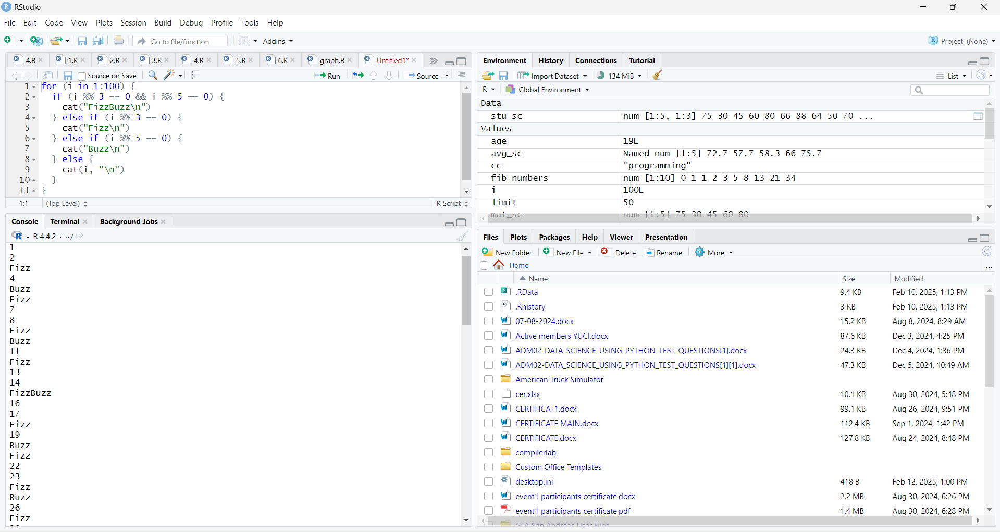 RStudio
File Edit Code View Plots Session Build Debug Profile Tools Help
Go to file/function Addins Project: (None)
4.R 1.R 2.R 3.R 4.R 5.R 6.R graph.R Untitled1*
Source on Save Run Source
1 for (i in 1:100) {
2 if (i %% 3 == 0 && i %% 5 == 0) {
3 cat("FizzBuzz\n")
4 } else if (i %% 3 == 0) {
5 cat("Fizz\n")
6 } else if (i %% 5 == 0) {
7 cat("Buzz\n")
8 } else {
9 cat(i, "\n")
10 }
11 }
1:1 (Top Level) R Script
Console Terminal Background Jobs
R 4.4.2 · ~/
1
2
Fizz
4
Buzz
Fizz
7
8
Fizz
Buzz
11
Fizz
13
14
FizzBuzz
16
17
Fizz
19
Buzz
Fizz
22
23
Fizz
Buzz
26
Fizz
Environment History Connections Tutorial
Import Dataset 134 MiB List
R Global Environment
Data
stu_sc num [1:5, 1:3] 75 30 45 60 80 66 88 64 50 70 ...
Values
age 19L
avg_sc Named num [1:5] 72.7 57.7 58.3 66 75.7
cc "programming"
fib_numbers num [1:10] 0 1 1 2 3 5 8 13 21 34
i 100L
limit 50
mat_sc num [1:5] 75 30 45 60 80
Files Plots Packages Help Viewer Presentation
New Folder New File Delete Rename More
Home ...
Name Size Modified
.RData 9.4 KB Feb 10, 2025, 1:13 PM
.Rhistory 3 KB Feb 10, 2025, 1:13 PM
07-08-2024.docx 15.2 KB Aug 8, 2024, 8:29 AM
Active members YUCI.docx 87.6 KB Dec 3, 2024, 4:25 PM
ADM02-DATA_SCIENCE_USING_PYTHON_TEST_QUESTIONS[1].docx 24.3 KB Dec 4, 2024, 1:36 PM
ADM02-DATA_SCIENCE_USING_PYTHON_TEST_QUESTIONS[1][1].docx 47.3 KB Dec 5, 2024, 10:49 AM
American Truck Simulator
cer.xlsx 10.1 KB Aug 30, 2024, 5:48 PM
CERTIFICAT1.docx 99.1 KB Aug 26, 2024, 9:51 PM
CERTIFICATE MAIN.docx 112.4 KB Sep 1, 2024, 1:42 PM
CERTIFICATE.docx 127.8 KB Aug 24, 2024, 8:48 PM
compilerlab
Custom Office Templates
desktop.ini 418 B Feb 12, 2025, 1:00 PM
event1 participants certificate.docx 2.2 MB Aug 30, 2024, 6:26 PM
event1 participants certificate.pdf 1.4 MB Aug 30, 2024, 6:28 PM
GTA San Andreas User Files